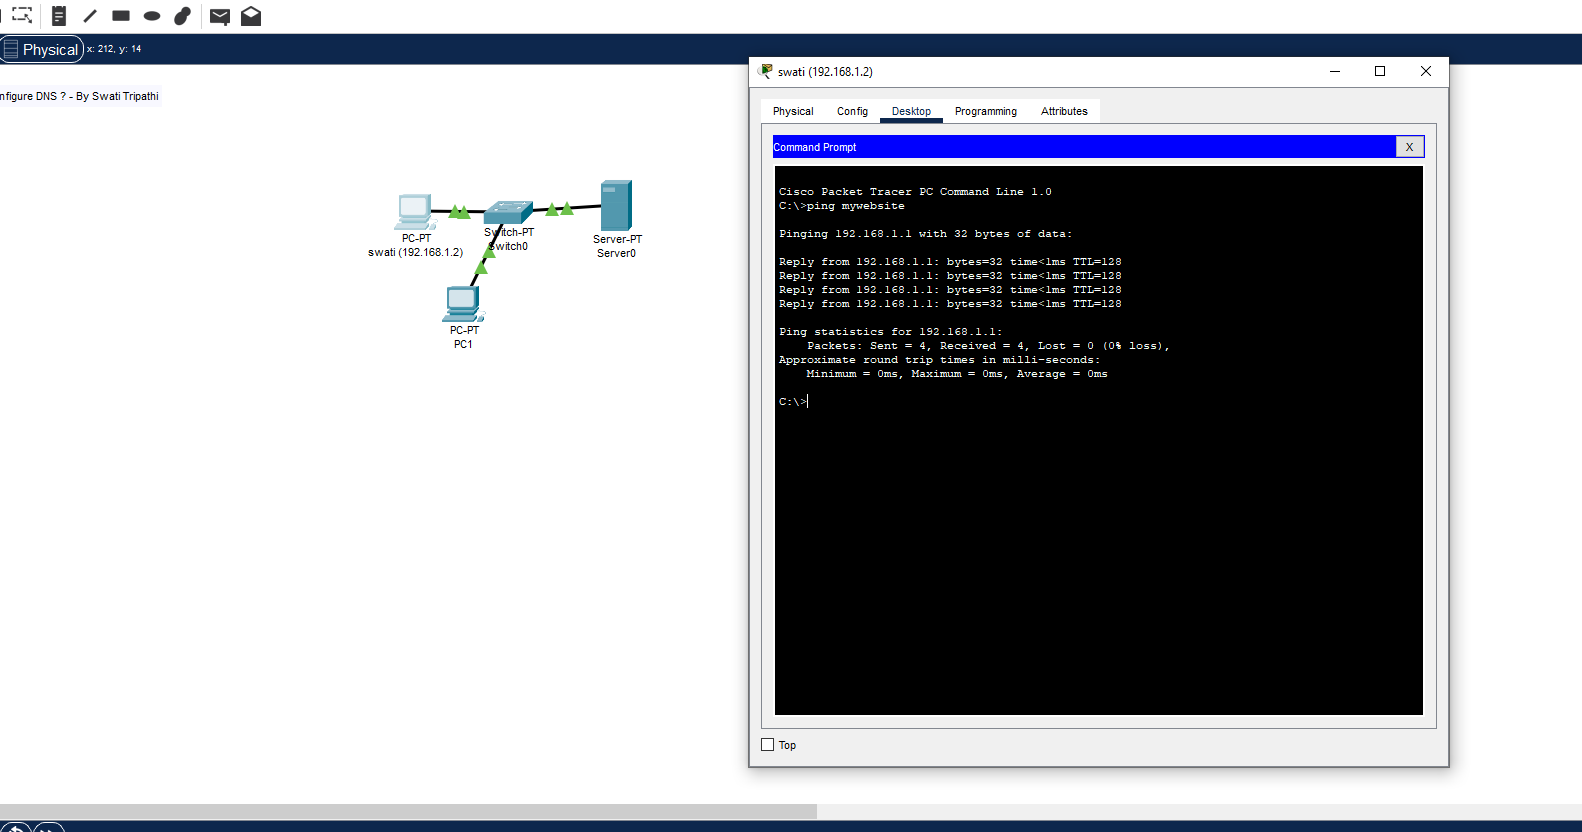 Physical x: 212, y: 14
nfigure DNS ? - By Swati Tripathi
PC-PT
swati (192.168.1.2)
Switch-PT
Switch0
Server-PT
Server0
PC-PT
PC1
swati (192.168.1.2)
Physical Config Desktop Programming Attributes
Command Prompt X
Cisco Packet Tracer PC Command Line 1.0
C:\>ping mywebsite
Pinging 192.168.1.1 with 32 bytes of data:
Reply from 192.168.1.1: bytes=32 time<1ms TTL=128
Reply from 192.168.1.1: bytes=32 time<1ms TTL=128
Reply from 192.168.1.1: bytes=32 time<1ms TTL=128
Reply from 192.168.1.1: bytes=32 time<1ms TTL=128
Ping statistics for 192.168.1.1:
Packets: Sent = 4, Received = 4, Lost = 0 (0% loss),
Approximate round trip times in milli-seconds:
Minimum = 0ms, Maximum = 0ms, Average = 0ms
C:\>
Top